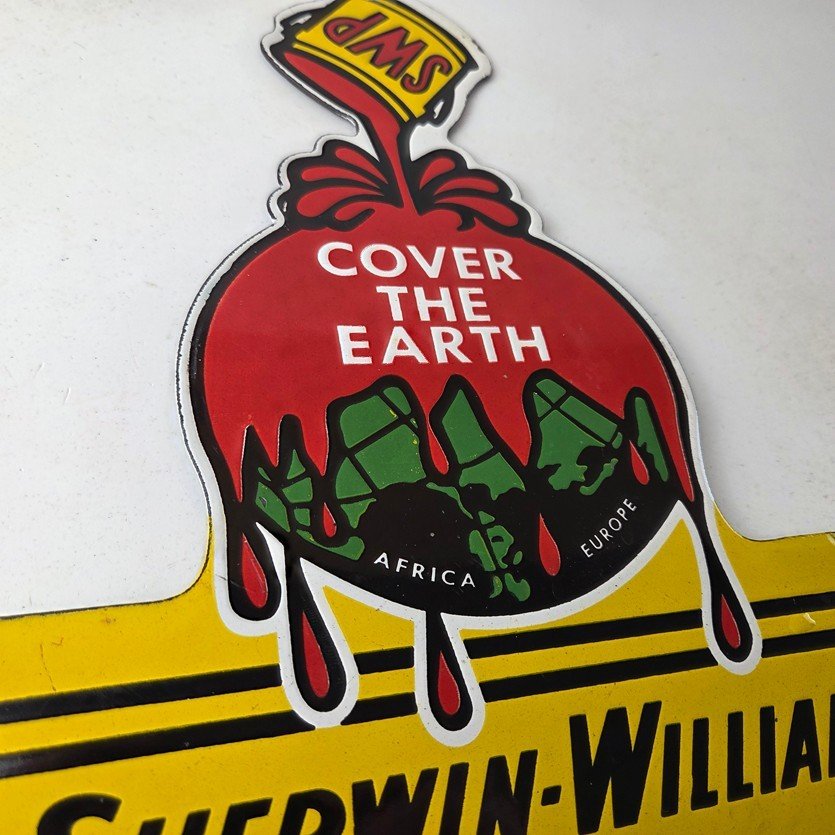 SWP
COVER
THE
EARTH
AFRICA
EUROPE
SHERWIN-WILLIA